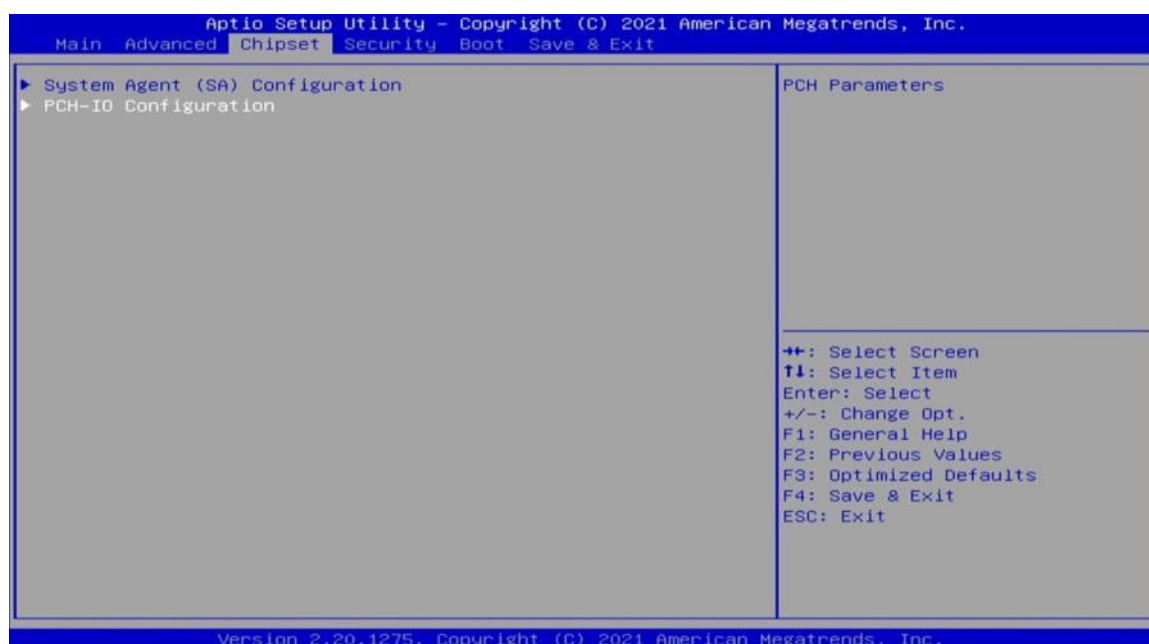 Aptio Setup Utility – Copyright (C) 2021 American Megatrends, Inc.
Main Advanced Chipset Security Boot Save & Exit
► System Agent (SA) Configuration
► PCH-IO Configuration
PCH Parameters
→←: Select Screen
↑↓: Select Item
Enter: Select
+/-: Change Opt.
F1: General Help
F2: Previous Values
F3: Optimized Defaults
F4: Save & Exit
ESC: Exit
Version 2.20.1275. Copyright (C) 2021 American Megatrends, Inc.